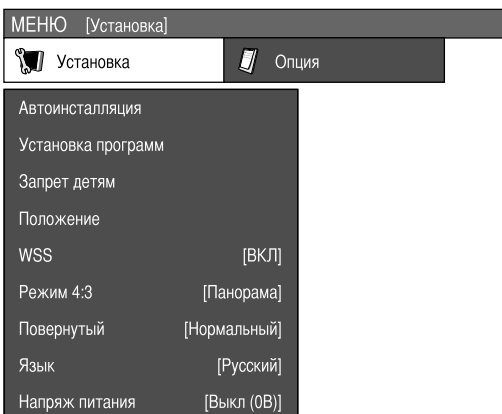 МЕНЮ [Установка]
Установка Опция
Автоинсталляция
Установка программ
Запрет детям
Положение
WSS [ВКЛ]
Режим 4:3 [Панорама]
Повернутый [Нормальный]
Язык [Русский]
Напряж питания [Выкл (0В)]